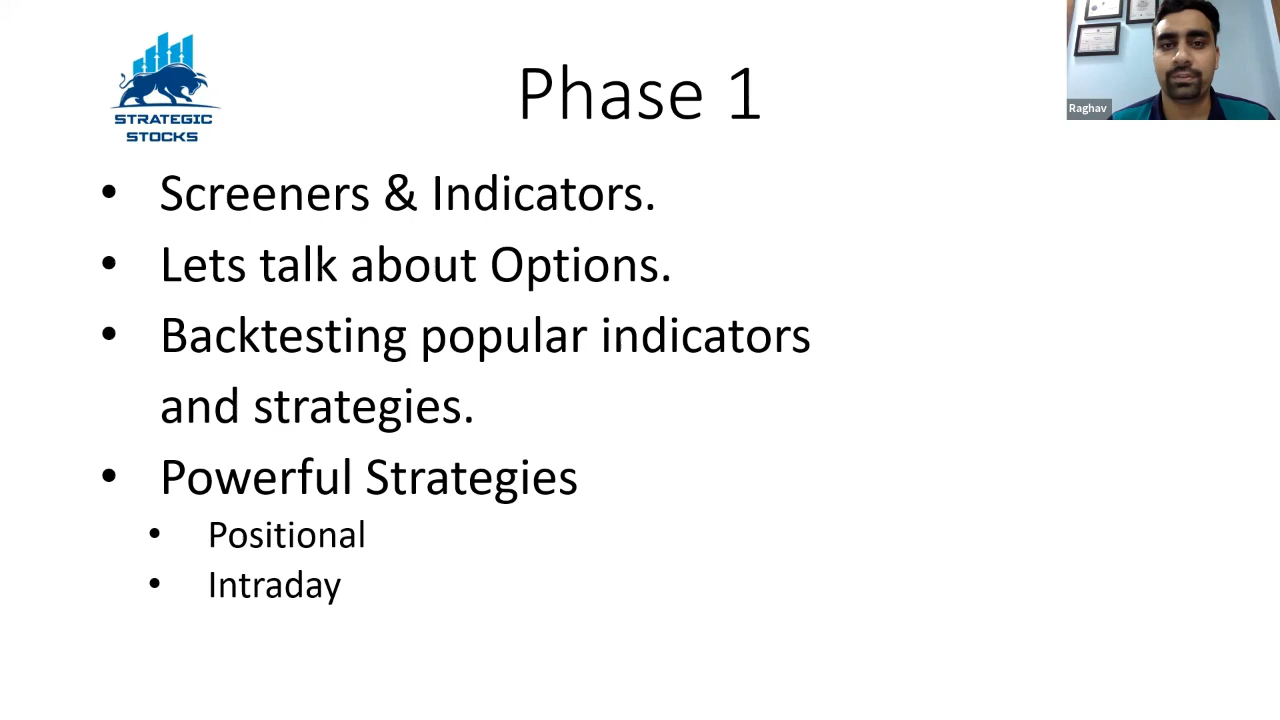 STRATEGIC
STOCKS
Phase 1
Raghav
• Screeners & Indicators.
• Lets talk about Options.
• Backtesting popular indicators
and strategies.
• Powerful Strategies
• Positional
• Intraday